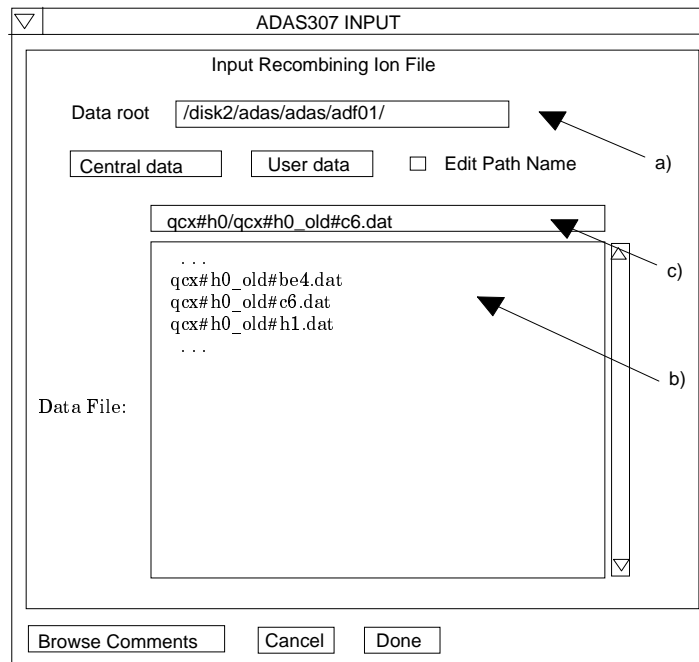 ADAS307 INPUT
Input Recombining Ion File
Data root /disk2/adas/adas/adf01/
a)
Central data User data Edit Path Name
qcx#h0/qcx#h0_old#c6.dat
c)
. . .
qcx#h0_old#be4.dat
qcx#h0_old#c6.dat
qcx#h0_old#h1.dat
. . .
b)
Data File:
Browse Comments Cancel Done